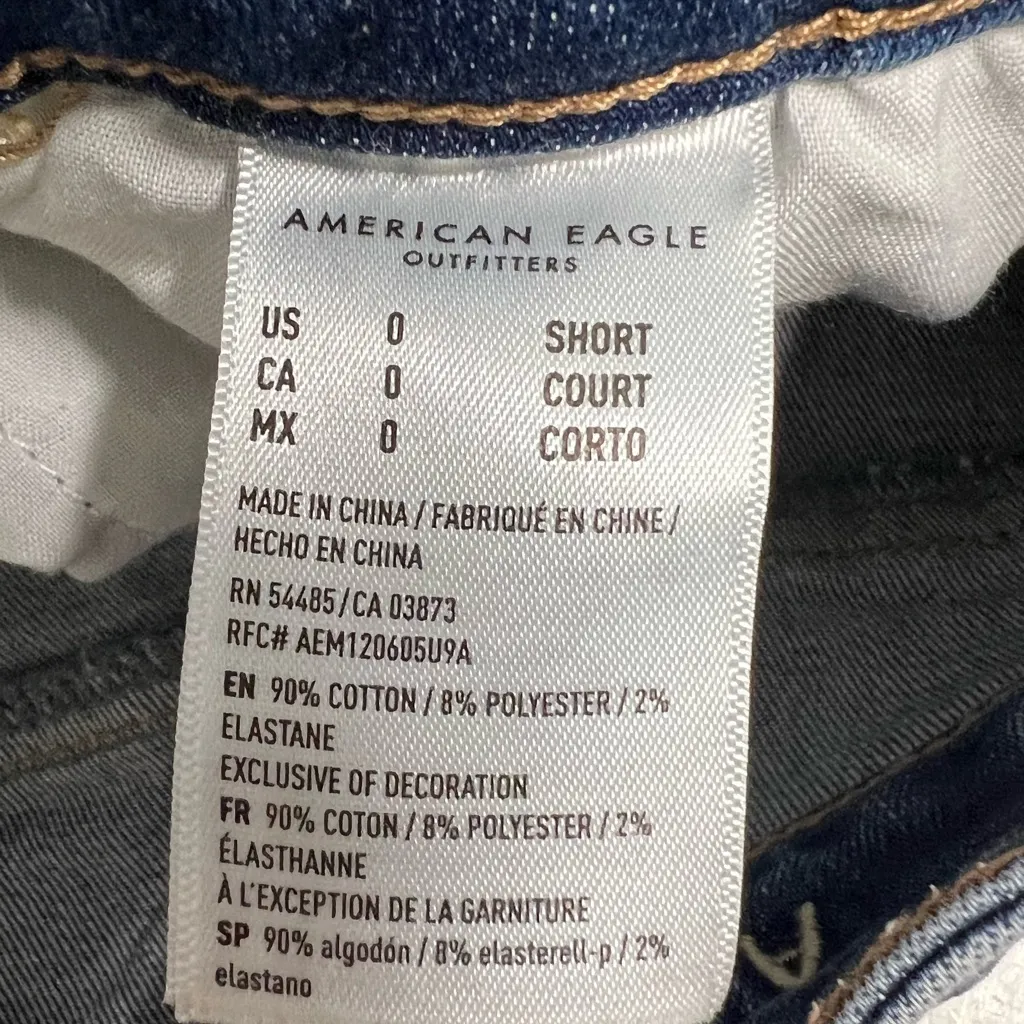 AMERICAN EAGLE
OUTFITTERS
US 0 SHORT
CA 0 COURT
MX 0 CORTO
MADE IN CHINA / FABRIQUÉ EN CHINE /
HECHO EN CHINA
RN 54485/CA 03873
RFC# AEM120605U9A
EN 90% COTTON / 8% POLYESTER / 2%
ELASTANE
EXCLUSIVE OF DECORATION
FR 90% COTON / 8% POLYESTER / 2%
ÉLASTHANNE
À L'EXCEPTION DE LA GARNITURE
SP 90% algodón / 8% elasterell-p / 2%
elastano